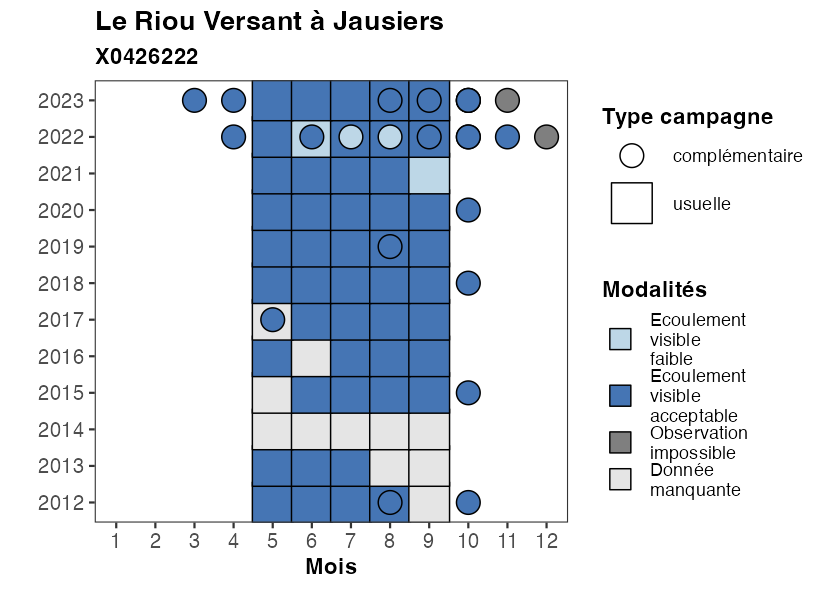 Le Riou Versant à Jausiers
X0426222
2023
2022
2021
2020
2019
2018
2017
2016
2015
2014
2013
2012
1 2 3 4 5 6 7 8 9 10 11 12
Mois
Type campagne
complémentaire
usuelle
Modalités
Ecoulement
visible
faible
Ecoulement
visible
acceptable
Observation
impossible
Donnée
manquante